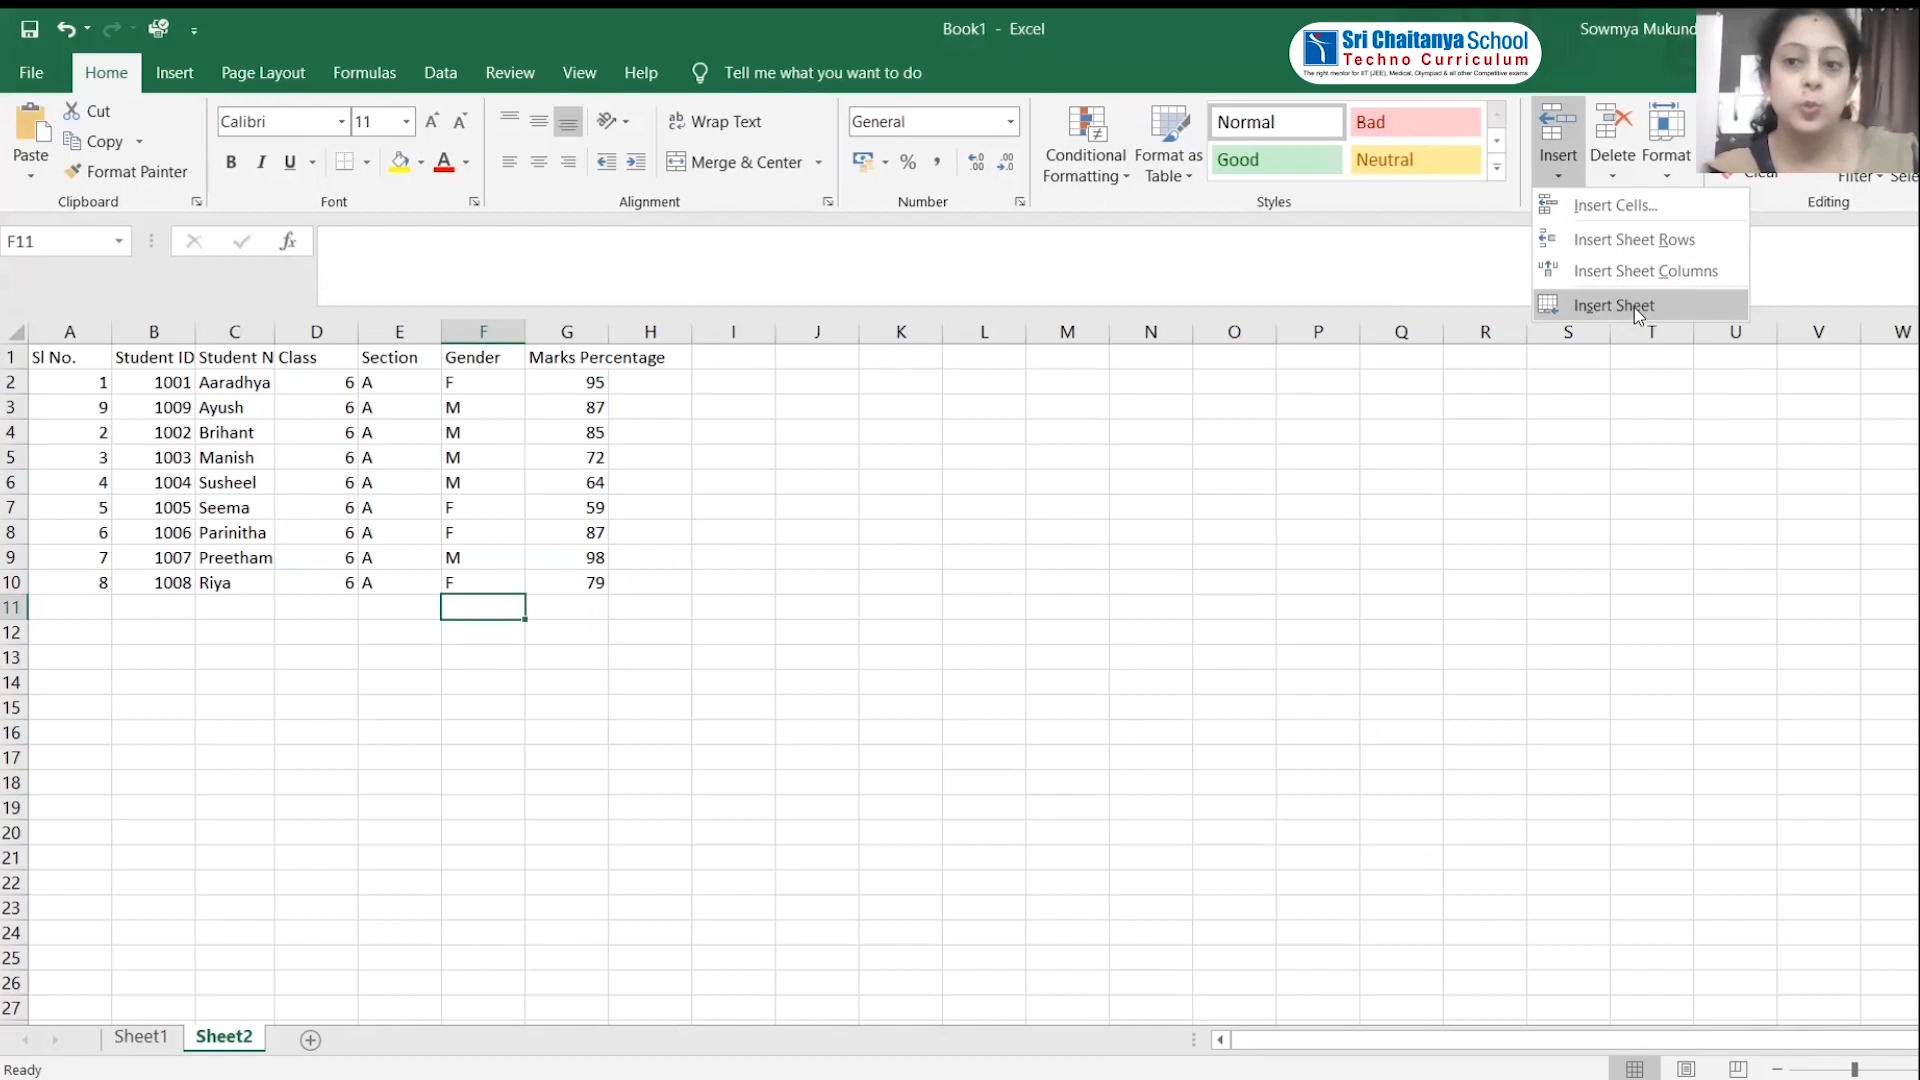 Book1 - Excel
Sowmya Mukund
Sri Chaitanya School
Techno Curriculum
The right mentor for IIT (JEE), Medical, Olympiad & all other Competitive exams
File Home Insert Page Layout Formulas Data Review View Help Tell me what you want to do
Paste
Cut
Copy
Format Painter
Clipboard
Calibri 11
B I U A
Font
Wrap Text
Merge & Center
Alignment
General
%
Number
Conditional Formatting
Format as Table
Normal Bad
Good Neutral
Styles
Insert Delete Format
Clear
Filter Sele
Editing
Insert Cells...
Insert Sheet Rows
Insert Sheet Columns
Insert Sheet
F11 fx
A B C D E F G H I J K L M N O P Q R S T U V W
1 Sl No. Student ID Student N Class Section Gender Marks Percentage
2 1 1001 Aaradhya 6 A F 95
3 9 1009 Ayush 6 A M 87
4 2 1002 Brihant 6 A M 85
5 3 1003 Manish 6 A M 72
6 4 1004 Susheel 6 A M 64
7 5 1005 Seema 6 A F 59
8 6 1006 Parinitha 6 A F 87
9 7 1007 Preetham 6 A M 98
10 8 1008 Riya 6 A F 79
11
12
13
14
15
16
17
18
19
20
21
22
23
24
25
26
27
Sheet1 Sheet2
Ready